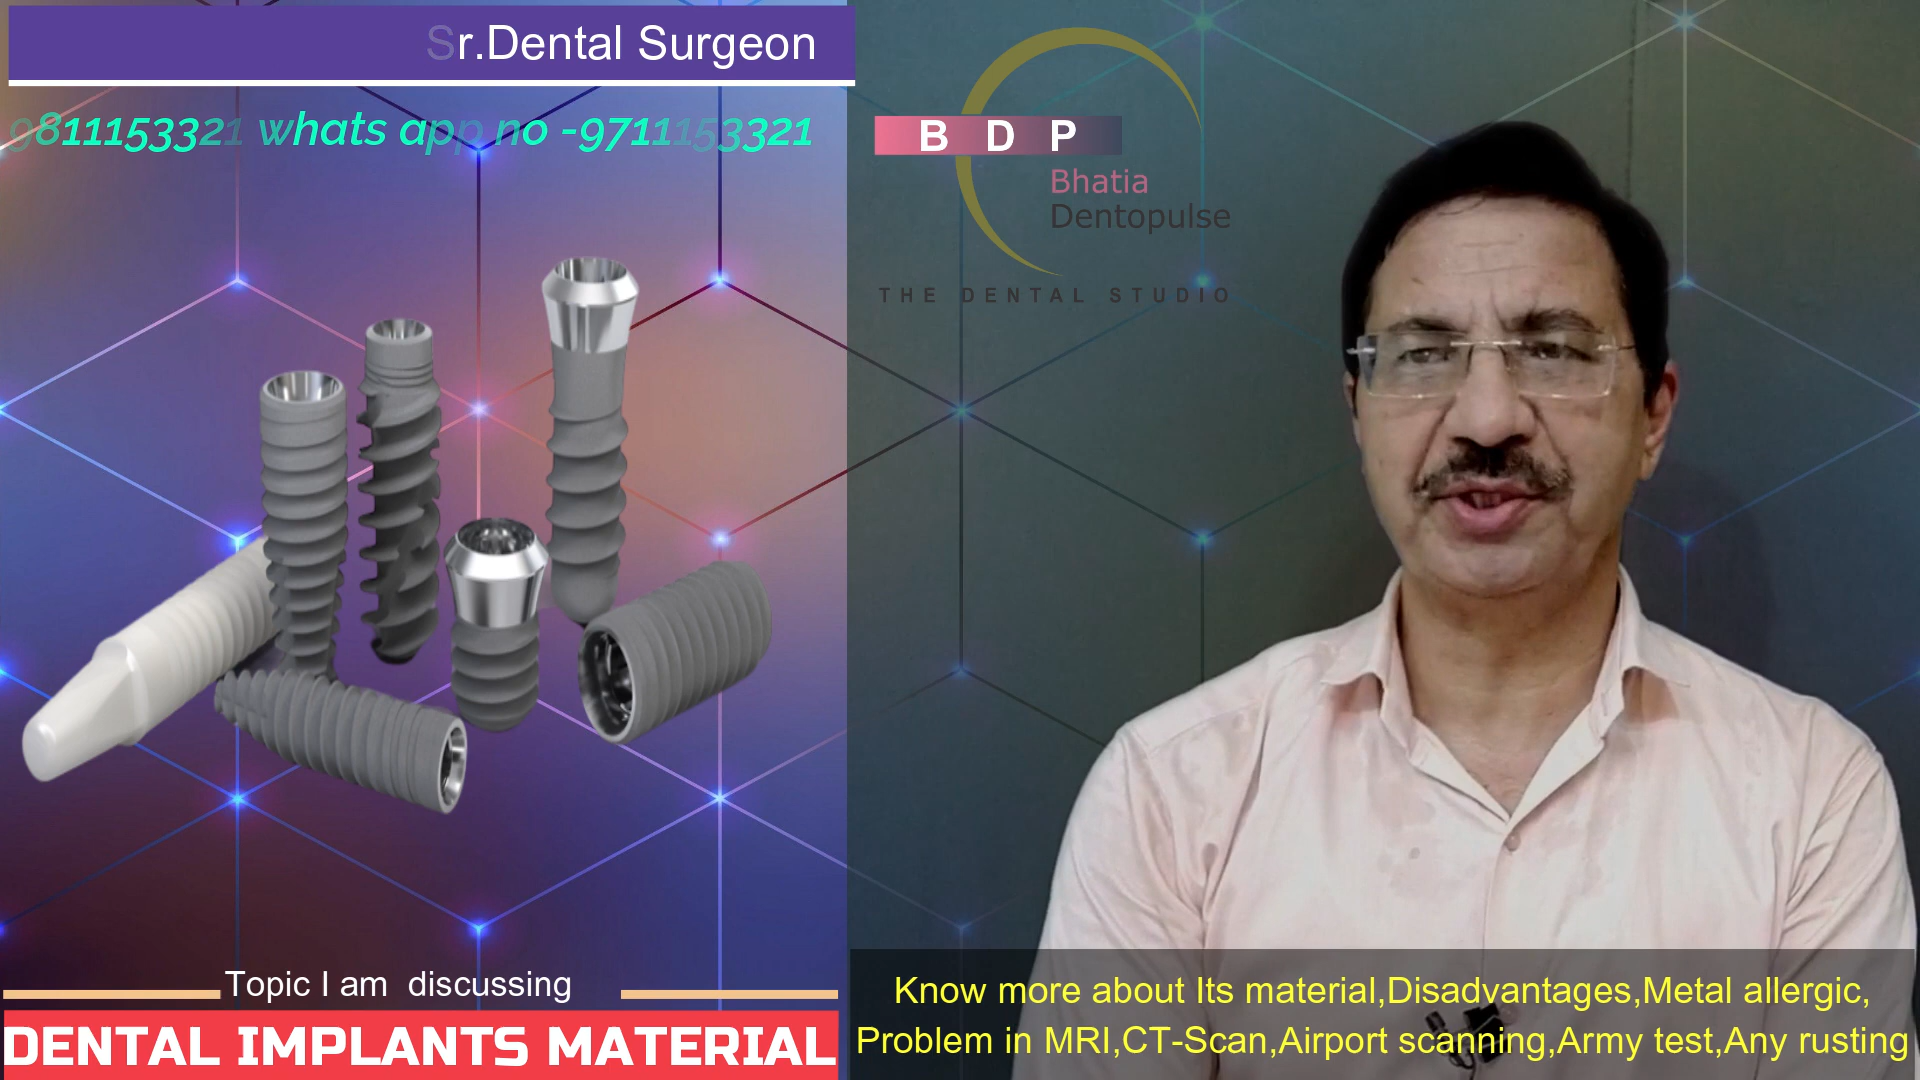 Sr.Dental Surgeon
9811153321 whats app no -9711153321
B D P
Bhatia
Dentopulse
THE DENTAL STUDIO
Topic I am discussing
DENTAL IMPLANTS MATERIAL
Know more about Its material,Disadvantages,Metal allergic,
Problem in MRI,CT-Scan,Airport scanning,Army test,Any rusting